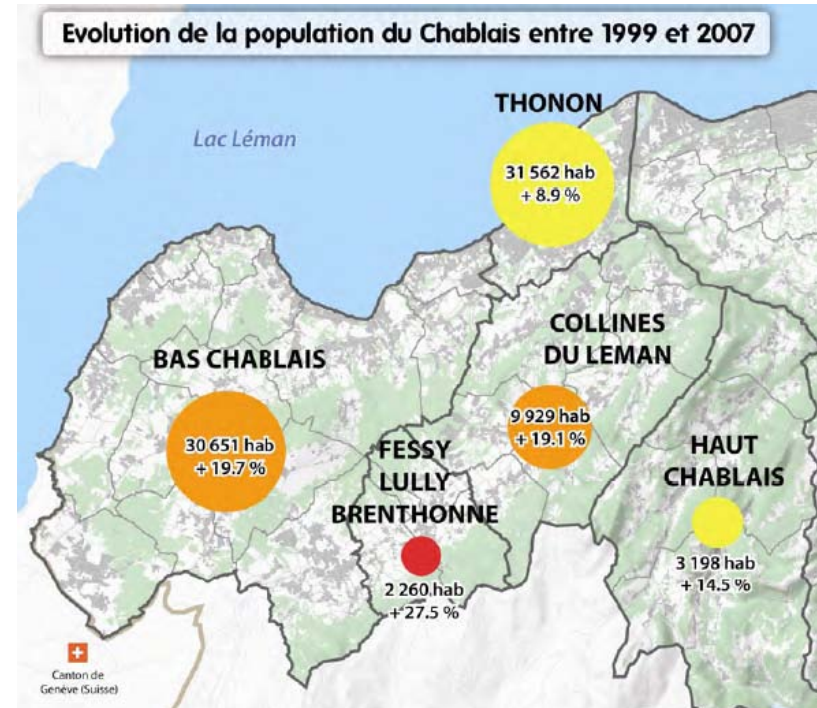 Evolution de la population du Chablais entre 1999 et 2007
THONON
Lac Léman
31 562 hab
+ 8.9 %
COLLINES
DU LEMAN
BAS CHABLAIS
9 929 hab
+ 19.1 %
30 651 hab
+ 19.7 %
FESSY
LULLY
BRENTHONNE
HAUT
CHABLAIS
2 260 hab
+ 27.5 %
3 198 hab
+ 14.5 %
Canton de
Genève (Suisse)